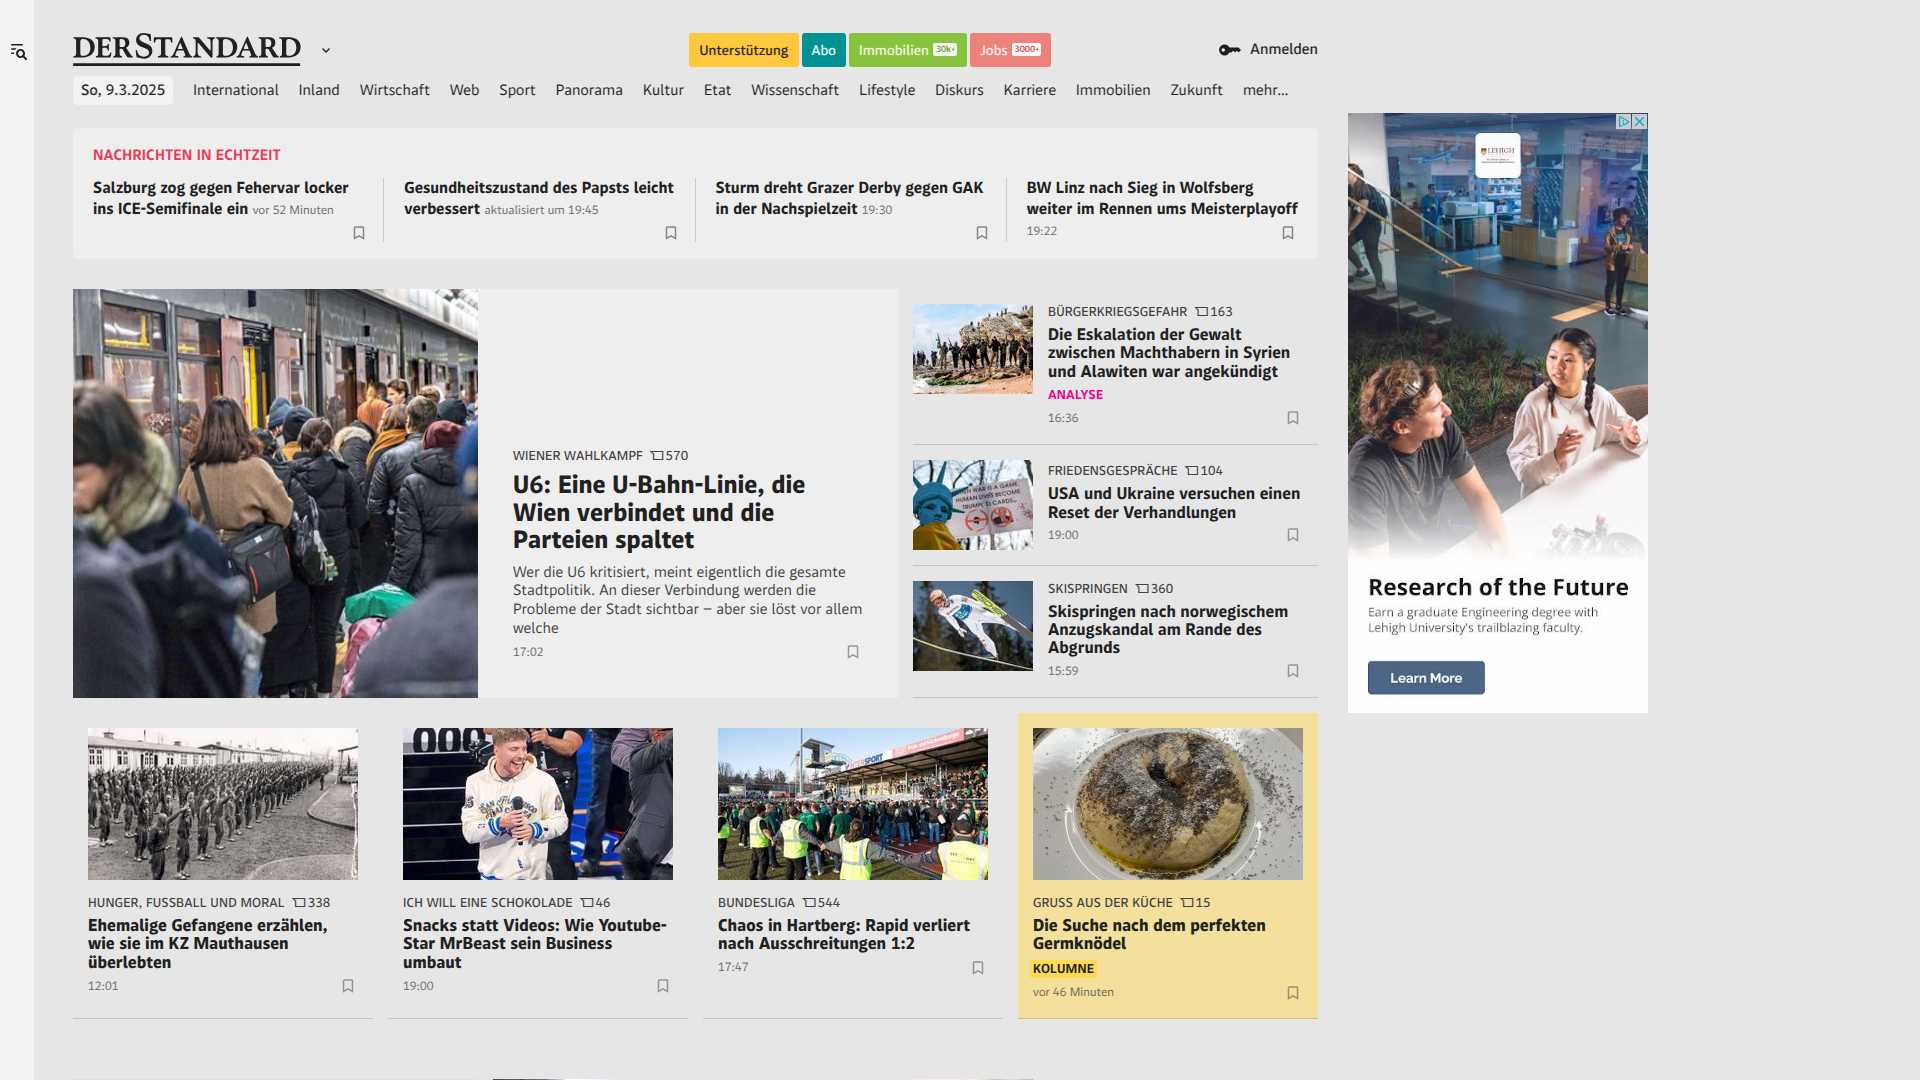 DERSTANDARD
Unterstützung
Abo
Immobilien 30k+
Jobs 3000+
Anmelden
So, 9.3.2025
International
Inland
Wirtschaft
Web
Sport
Panorama
Kultur
Etat
Wissenschaft
Lifestyle
Diskurs
Karriere
Immobilien
Zukunft
mehr...
NACHRICHTEN IN ECHTZEIT
Salzburg zog gegen Fehervar locker
ins ICE-Semifinale ein vor 52 Minuten
Gesundheitszustand des Papsts leicht
verbessert aktualisiert um 19:45
Sturm dreht Grazer Derby gegen GAK
in der Nachspielzeit 19:30
BW Linz nach Sieg in Wolfsberg
weiter im Rennen ums Meisterplayoff
19:22
WIENER WAHLKAMPF 570
U6: Eine U-Bahn-Linie, die
Wien verbindet und die
Parteien spaltet
Wer die U6 kritisiert, meint eigentlich die gesamte
Stadtpolitik. An dieser Verbindung werden die
Probleme der Stadt sichtbar – aber sie löst vor allem
welche
17:02
BÜRGERKRIEGSGEFAHR 163
Die Eskalation der Gewalt
zwischen Machthabern in Syrien
und Alawiten war angekündigt
ANALYSE
16:36
FRIEDENSGESPRÄCHE 104
USA und Ukraine versuchen einen
Reset der Verhandlungen
19:00
SKISPRINGEN 360
Skispringen nach norwegischem
Anzugskandal am Rande des
Abgrunds
15:59
LEHIGH
Research of the Future
Earn a graduate Engineering degree with
Lehigh University's trailblazing faculty.
Learn More
HUNGER, FUSSBALL UND MORAL 338
Ehemalige Gefangene erzählen,
wie sie im KZ Mauthausen
überlebten
12:01
ICH WILL EINE SCHOKOLADE 46
Snacks statt Videos: Wie Youtube-
Star MrBeast sein Business
umbaut
19:00
BUNDESLIGA 544
Chaos in Hartberg: Rapid verliert
nach Ausschreitungen 1:2
17:47
GRUSS AUS DER KÜCHE 15
Die Suche nach dem perfekten
Germknödel
KOLUMNE
vor 46 Minuten